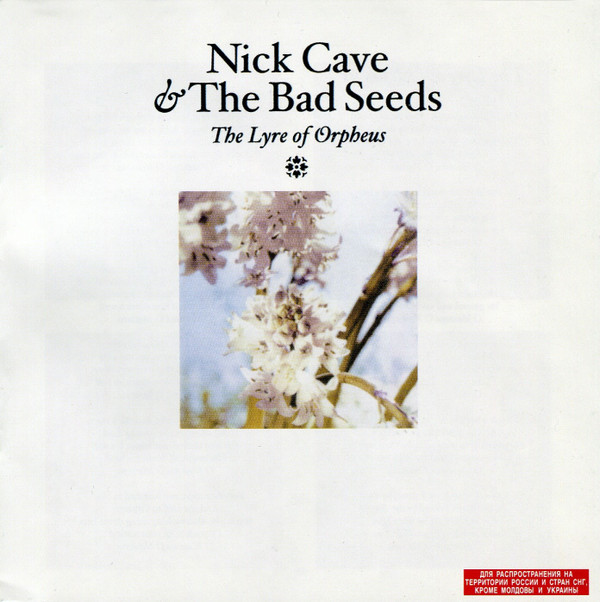 Nick Cave
& The Bad Seeds
The Lyre of Orpheus
ДЛЯ РАСПРОСТРАНЕНИЯ НА
ТЕРРИТОРИИ РОССИИ И СТРАН СНГ,
КРОМЕ МОЛДОВЫ И УКРАИНЫ